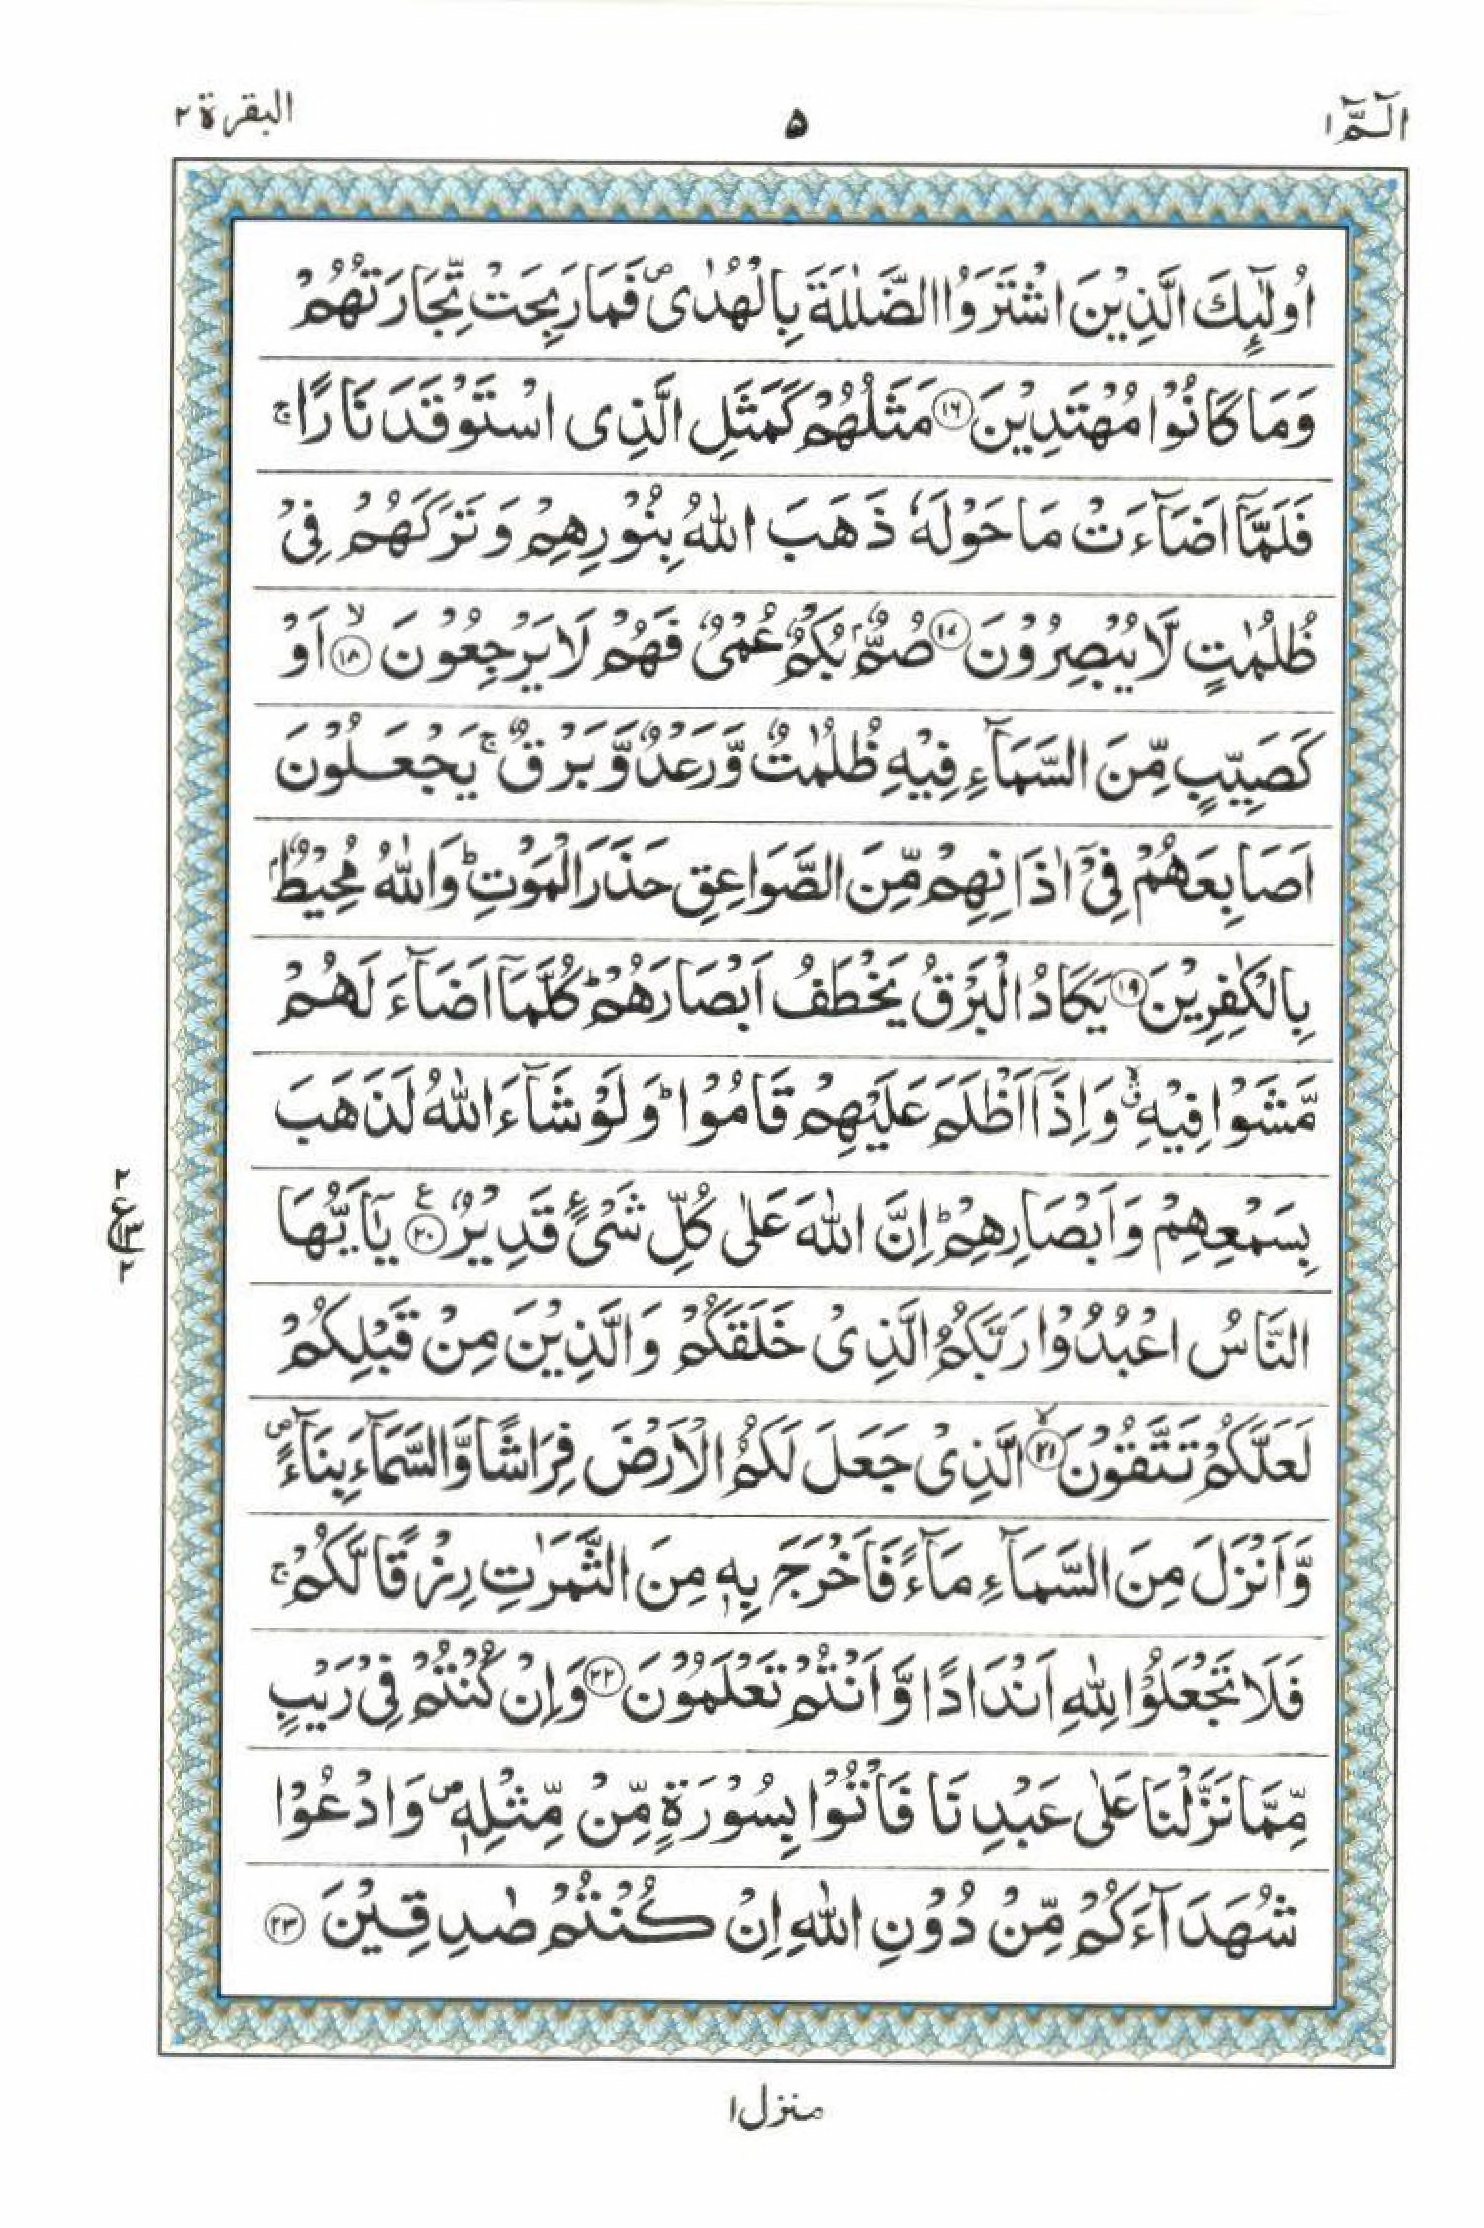 الٓمّٓ ١
٥
البقرة ٢
اُولٰٓئِكَ الَّذِيْنَ اشْتَرَوُا الضَّلٰلَةَ بِالْهُدٰى ۪ فَمَا رَبِحَتْ تِّجَارَتُهُمْ
وَمَا كَانُوْا مُهْتَدِيْنَ ١٦ مَثَلُهُمْ كَمَثَلِ الَّذِى اسْتَوْقَدَ نَارًا ۚ
فَلَمَّآ اَضَآءَتْ مَا حَوْلَهٗ ذَهَبَ اللّٰهُ بِنُوْرِهِمْ وَتَرَكَهُمْ فِيْ
ظُلُمٰتٍ لَّا يُبْصِرُوْنَ ١٧ صُمٌّۢ بُكْمٌ عُمْيٌ فَهُمْ لَا يَرْجِعُوْنَ ١٨ ۙ اَوْ
كَصَيِّبٍ مِّنَ السَّمَآءِ فِيْهِ ظُلُمٰتٌ وَّرَعْدٌ وَّبَرْقٌ ۚ يَجْعَلُوْنَ
اَصَابِعَهُمْ فِيْٓ اٰذَانِهِمْ مِّنَ الصَّوَاعِقِ حَذَرَ الْمَوْتِ ؕ وَاللّٰهُ مُحِيْطٌۢ
بِالْكٰفِرِيْنَ ١٩ يَكَادُ الْبَرْقُ يَخْطَفُ اَبْصَارَهُمْ ؕ كُلَّمَآ اَضَآءَ لَهُمْ
مَّشَوْا فِيْهِ ۙ وَاِذَآ اَظْلَمَ عَلَيْهِمْ قَامُوْا ؕ وَلَوْ شَآءَ اللّٰهُ لَذَهَبَ
بِسَمْعِهِمْ وَاَبْصَارِهِمْ ؕ اِنَّ اللّٰهَ عَلٰى كُلِّ شَيْءٍ قَدِيْرٌ ٢٠ ع يٰٓاَيُّهَا
٢ ع ١٣ ٢
النَّاسُ اعْبُدُوْا رَبَّكُمُ الَّذِيْ خَلَقَكُمْ وَالَّذِيْنَ مِنْ قَبْلِكُمْ
لَعَلَّكُمْ تَتَّقُوْنَ ٢١ ۙ الَّذِيْ جَعَلَ لَكُمُ الْاَرْضَ فِرَاشًا وَّالسَّمَآءَ بِنَآءً ۪
وَّاَنْزَلَ مِنَ السَّمَآءِ مَآءً فَاَخْرَجَ بِهٖ مِنَ الثَّمَرٰتِ رِزْقًا لَّكُمْ ۚ
فَلَا تَجْعَلُوْا لِلّٰهِ اَنْدَادًا وَّاَنْتُمْ تَعْلَمُوْنَ ٢٢ وَاِنْ كُنْتُمْ فِيْ رَيْبٍ
مِّمَّا نَزَّلْنَا عَلٰى عَبْدِنَا فَاْتُوْا بِسُوْرَةٍ مِّنْ مِّثْلِهٖ ۪ وَادْعُوْا
شُهَدَآءَكُمْ مِّنْ دُوْنِ اللّٰهِ اِنْ كُنْتُمْ صٰدِقِيْنَ ٢٣
منزل ١